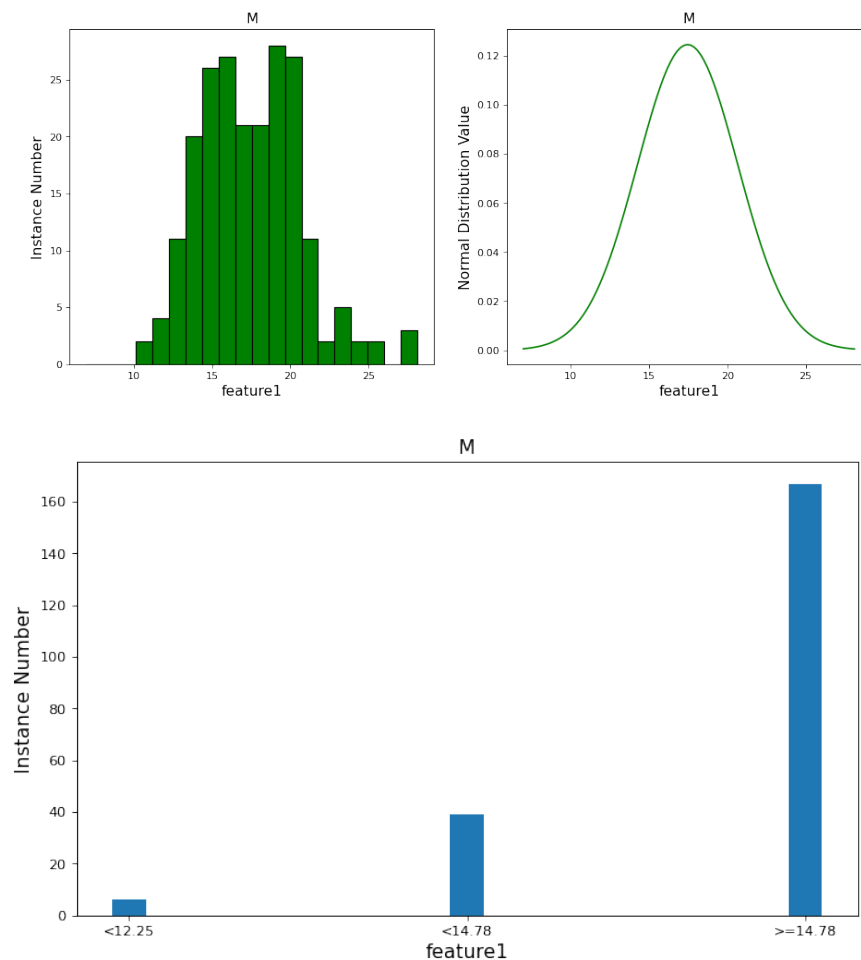 M
Instance Number
25
20
15
10
5
0
10 15 20 25
feature1
M
Normal Distribution Value
0.12
0.10
0.08
0.06
0.04
0.02
0.00
10 15 20 25
feature1
M
Instance Number
160
140
120
100
80
60
40
20
0
<12.25 <14.78 >=14.78
feature1